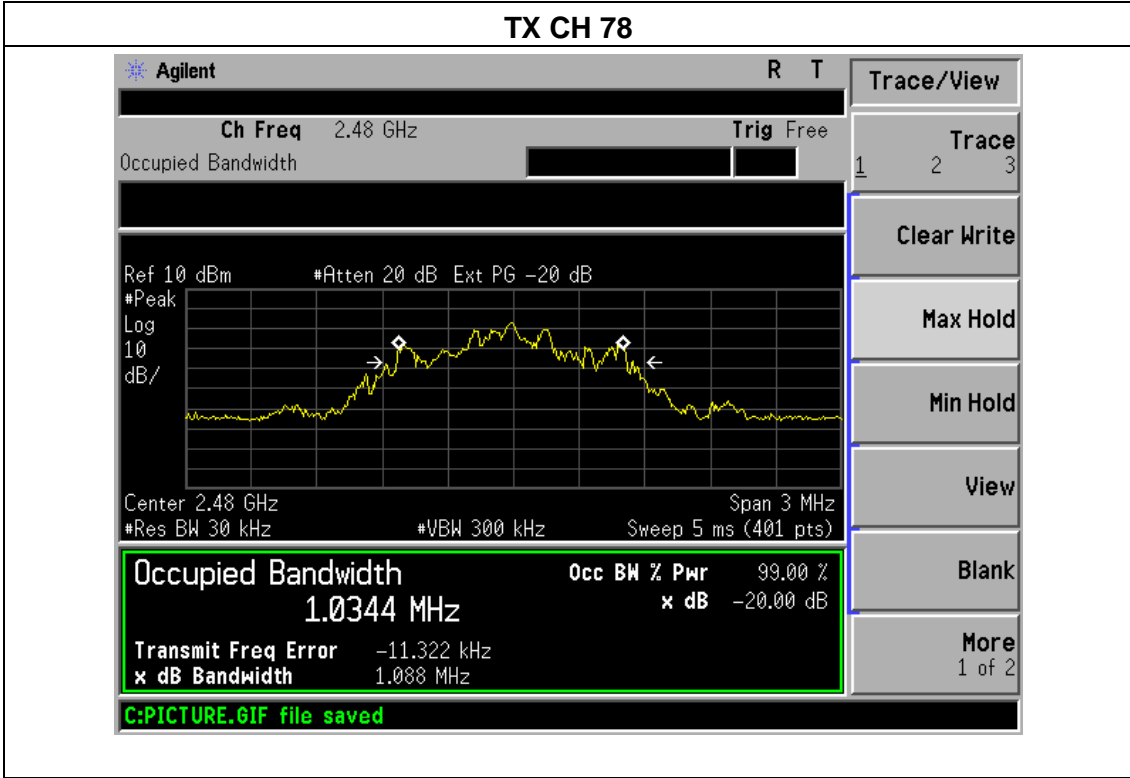 TX CH 78
Agilent R T
Trace/View
Ch Freq 2.48 GHz Trig Free
Occupied Bandwidth
Trace
1 2 3
Clear Write
Ref 10 dBm #Atten 20 dB Ext PG -20 dB
#Peak
Log
10
dB/
Max Hold
Min Hold
View
Center 2.48 GHz Span 3 MHz
#Res BW 30 kHz #VBW 300 kHz Sweep 5 ms (401 pts)
Occupied Bandwidth Occ BW % Pwr 99.00 %
1.0344 MHz x dB -20.00 dB
Blank
Transmit Freq Error -11.322 kHz
x dB Bandwidth 1.088 MHz
More
1 of 2
C:PICTURE.GIF file saved